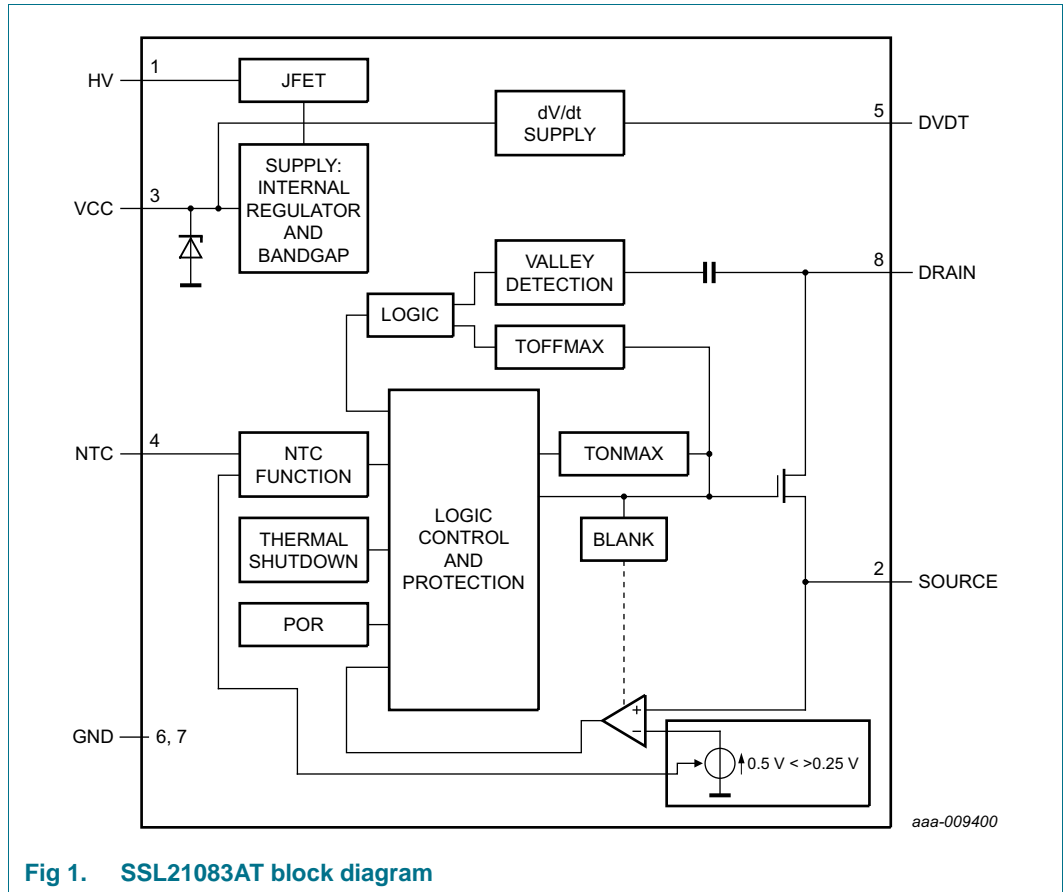 HV
1
JFET
dV/dt
SUPPLY
5
DVDT
SUPPLY:
INTERNAL
REGULATOR
AND
BANDGAP
VCC
3
VALLEY
DETECTION
8
DRAIN
LOGIC
TOFFMAX
NTC
4
NTC
FUNCTION
TONMAX
LOGIC
CONTROL
AND
PROTECTION
BLANK
THERMAL
SHUTDOWN
2
SOURCE
POR
+
−
GND
6, 7
0.5 V < >0.25 V
aaa-009400
Fig 1. SSL21083AT block diagram